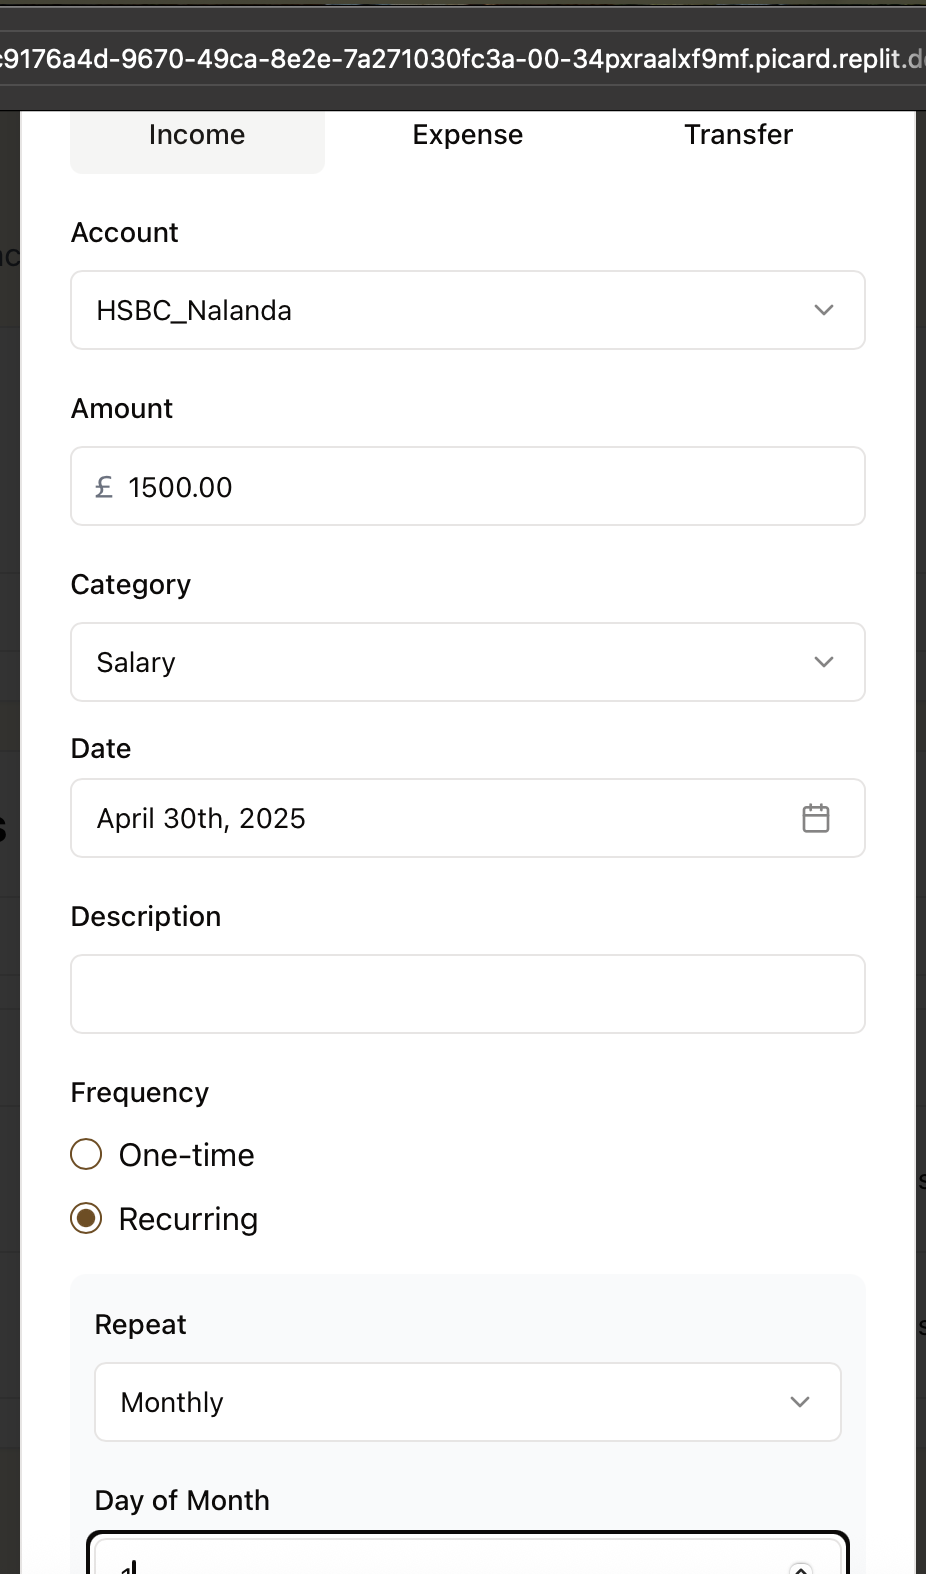 c9176a4d-9670-49ca-8e2e-7a271030fc3a-00-34pxraalxf9mf.picard.replit.d
Income Expense Transfer
Account
HSBC_Nalanda
Amount
£ 1500.00
Category
Salary
Date
April 30th, 2025
Description
Frequency
One-time
Recurring
Repeat
Monthly
Day of Month
1